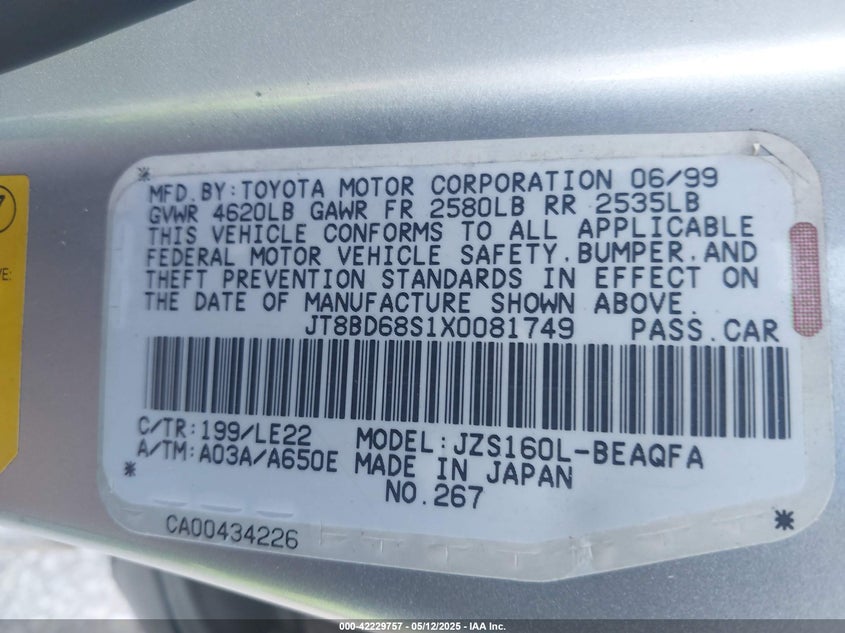 MFD.BY:TOYOTA MOTOR CORPORATION 06/99
GVWR 4620LB GAWR FR 2580LB RR 2535LB
THIS VEHICLE CONFORMS TO ALL APPLICABLE
FEDERAL MOTOR VEHICLE SAFETY,BUMPER,AND
THEFT PREVENTION STANDARDS IN EFFECT ON
THE DATE OF MANUFACTURE SHOWN ABOVE.
JT8BD68S1X0081749 PASS.CAR
C/TR:199/LE22 MODEL:JZS160L-BEAQFA
A/TM:A03A/A650E MADE IN JAPAN
NO.267
CA00434226
000-42229757 - 05/12/2025 - IAA Inc.